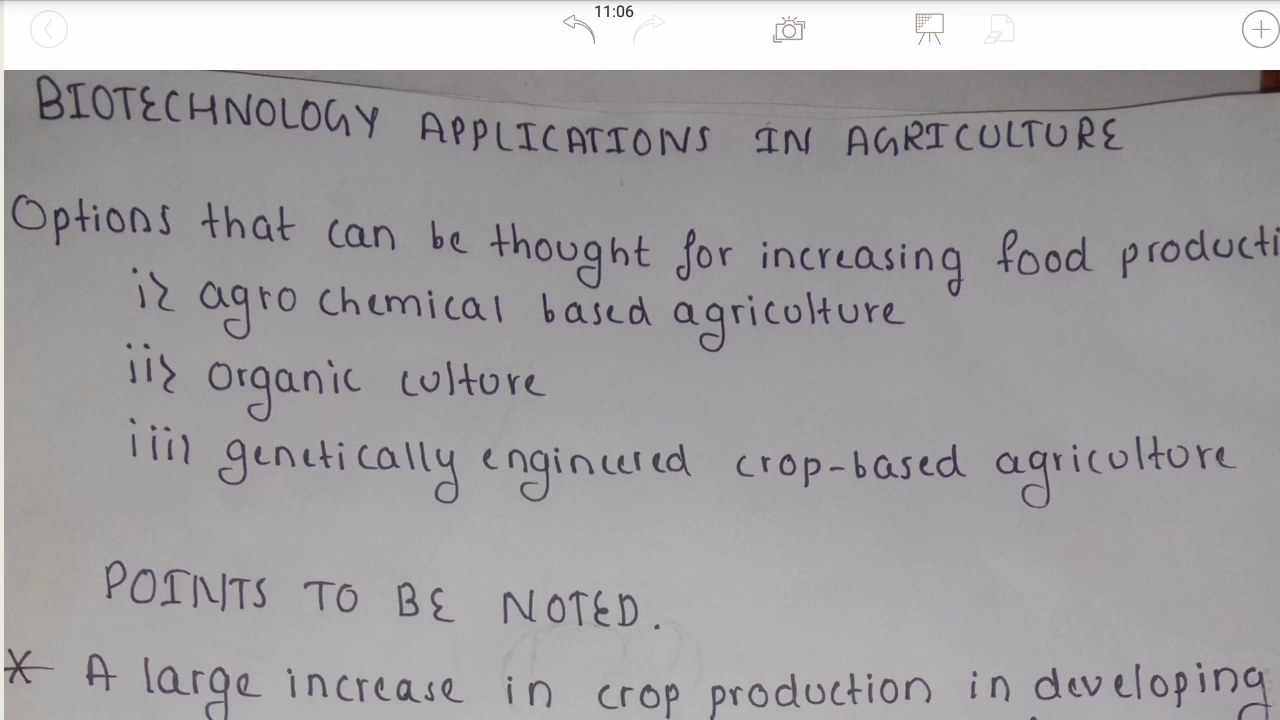 11:06
BIOTECHNOLOGY APPLICATIONS IN AGRICULTURE
Options that can be thought for increasing food producti
i> agro chemical based agriculture
ii> organic culture
iii> genetically engineered crop-based agriculture
POINTS TO BE NOTED.
* A large increase in crop production in developing